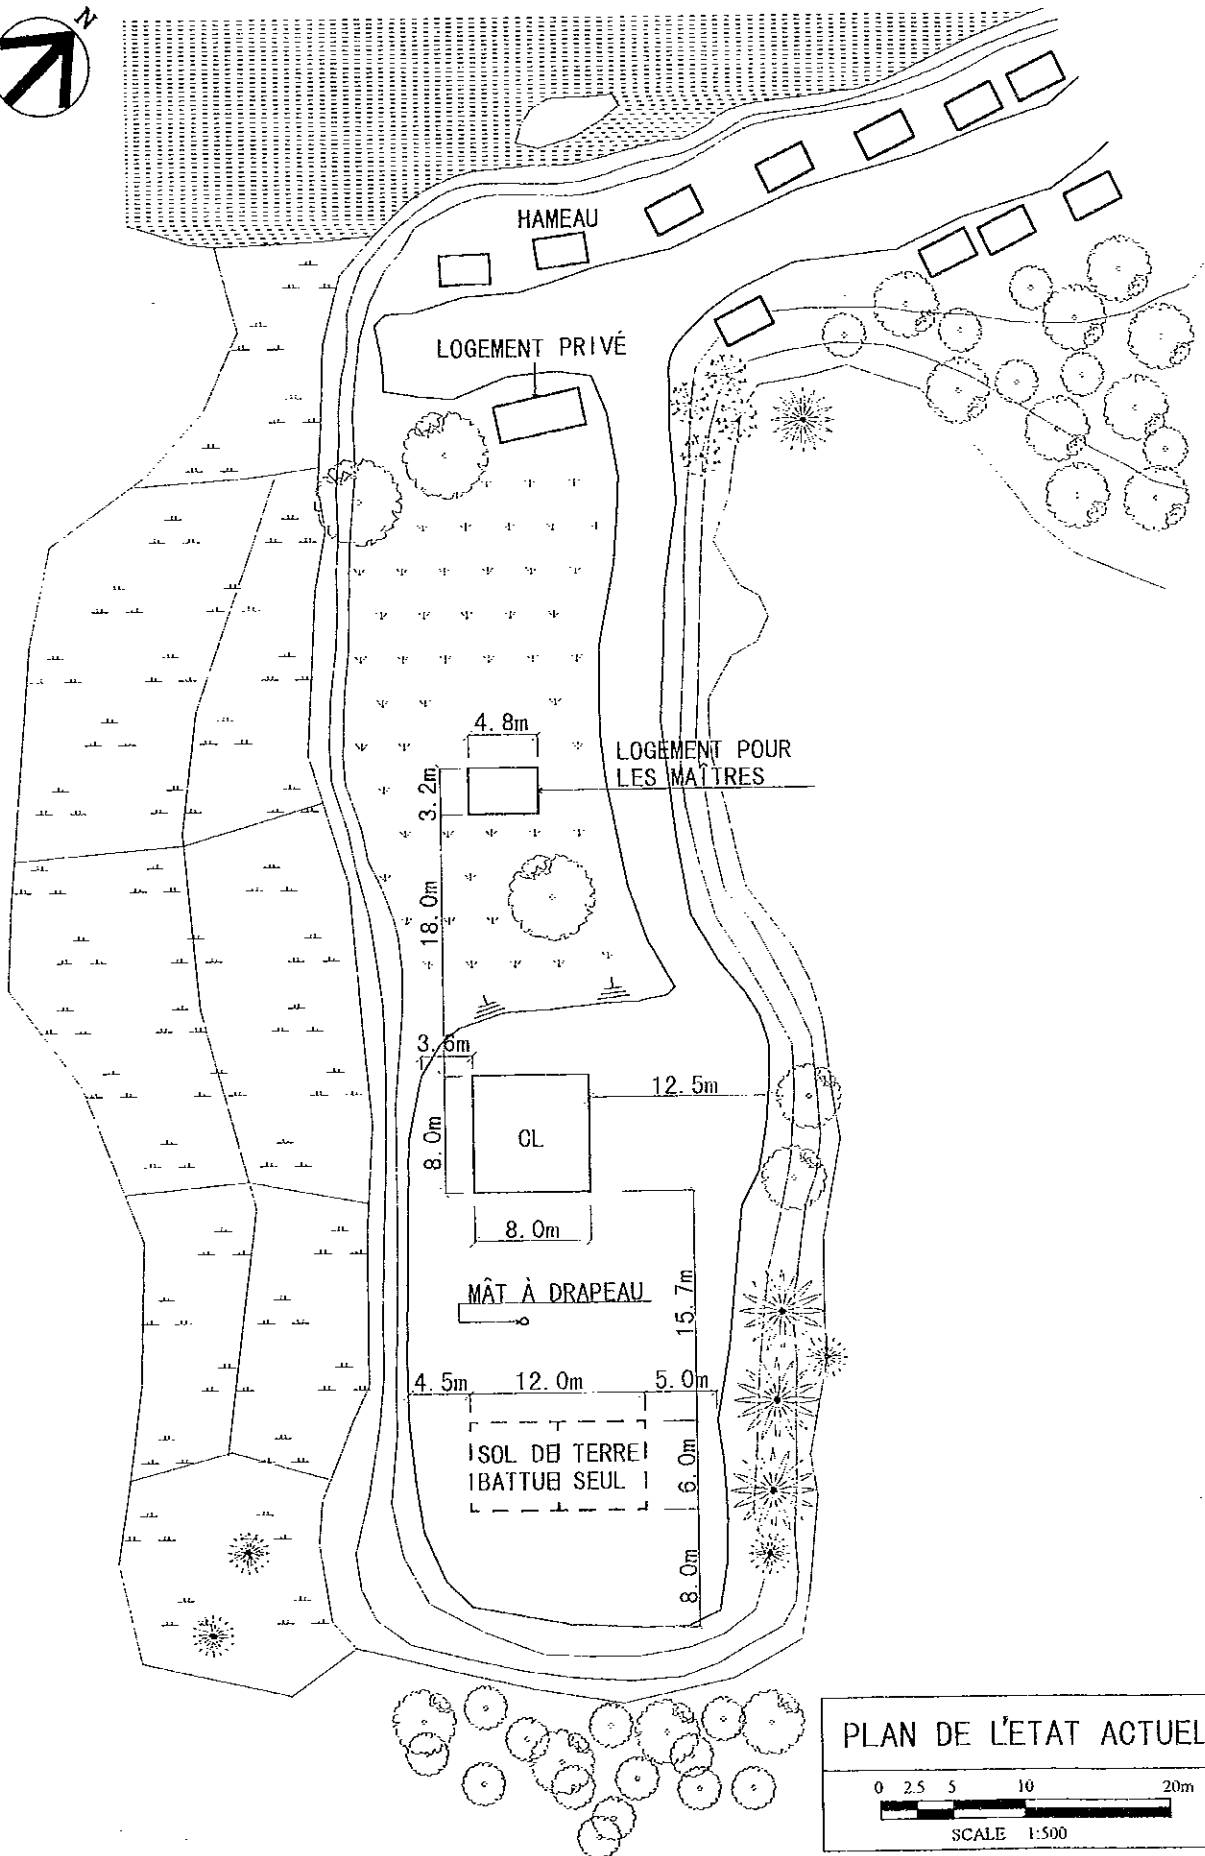 N
HAMEAU
LOGEMENT PRIVÉ
4.8m
LOGEMENT POUR
LES MAÎTRES
3.2m
18.0m
3.6m
12.5m
CL
8.0m
8.0m
MÂT À DRAPEAU
15.7m
4.5m
12.0m
5.0m
SOL DE TERRE
BATTUE SEUL
6.0m
8.0m
PLAN DE L'ETAT ACTUEL
0 2.5 5 10 20m
SCALE 1:500